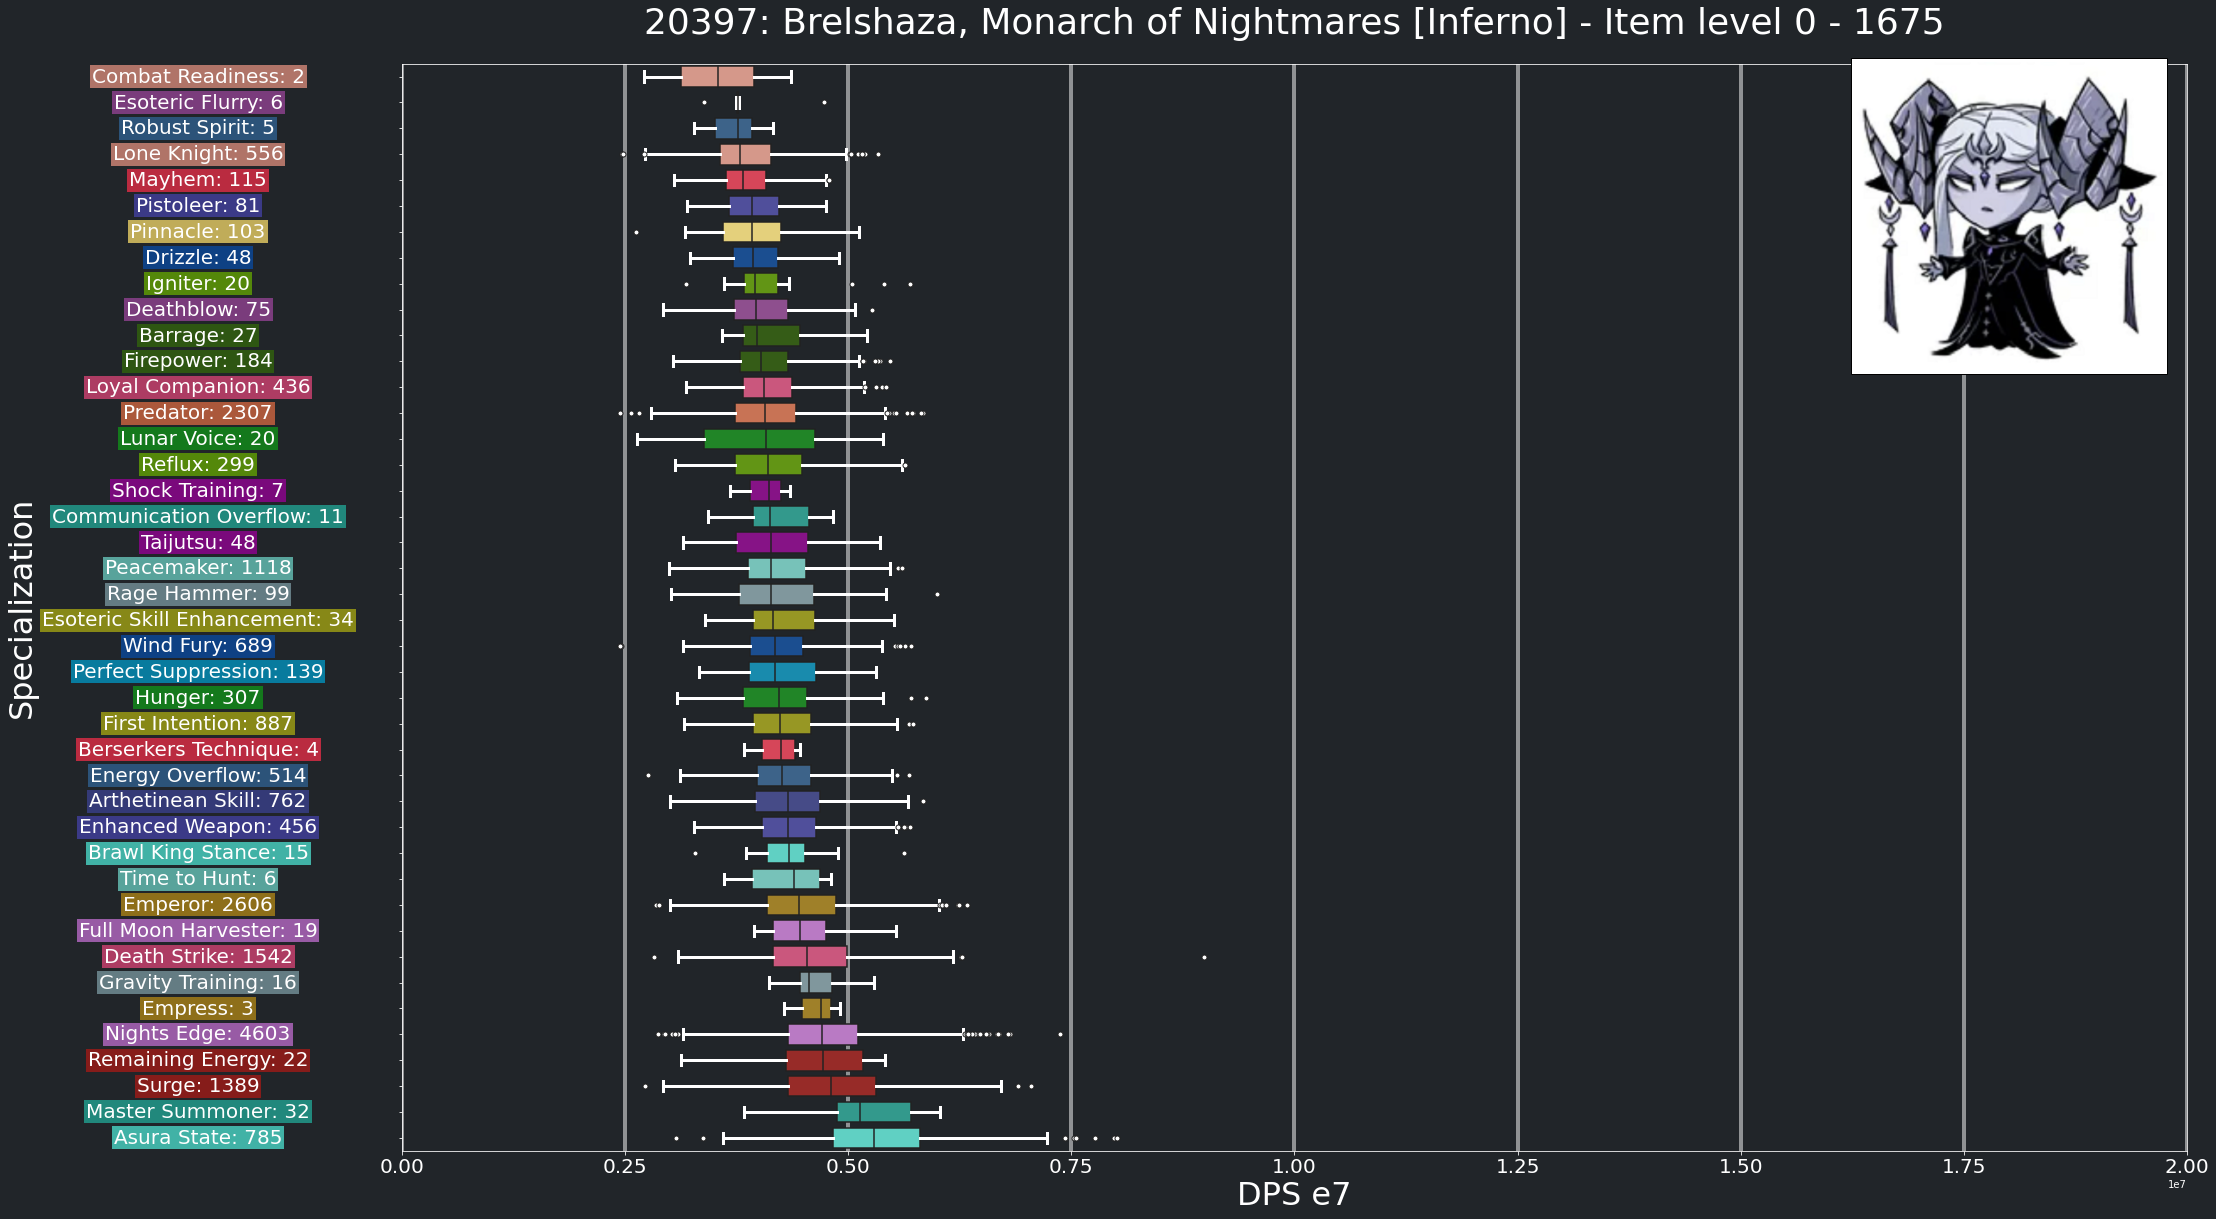 20397: Brelshaza, Monarch of Nightmares [Inferno] - Item level 0 - 1675
Combat Readiness: 2
Esoteric Flurry: 6
Robust Spirit: 5
Lone Knight: 556
Mayhem: 115
Pistoleer: 81
Pinnacle: 103
Drizzle: 48
Igniter: 20
Deathblow: 75
Barrage: 27
Firepower: 184
Loyal Companion: 436
Predator: 2307
Lunar Voice: 20
Reflux: 299
Shock Training: 7
Communication Overflow: 11
Taijutsu: 48
Peacemaker: 1118
Rage Hammer: 99
Esoteric Skill Enhancement: 34
Wind Fury: 689
Perfect Suppression: 139
Hunger: 307
First Intention: 887
Berserkers Technique: 4
Energy Overflow: 514
Arthetinean Skill: 762
Enhanced Weapon: 456
Brawl King Stance: 15
Time to Hunt: 6
Emperor: 2606
Full Moon Harvester: 19
Death Strike: 1542
Gravity Training: 16
Empress: 3
Nights Edge: 4603
Remaining Energy: 22
Surge: 1389
Master Summoner: 32
Asura State: 785
Specialization
0.00 0.25 0.50 0.75 1.00 1.25 1.50 1.75 2.00
1e7
DPS e7